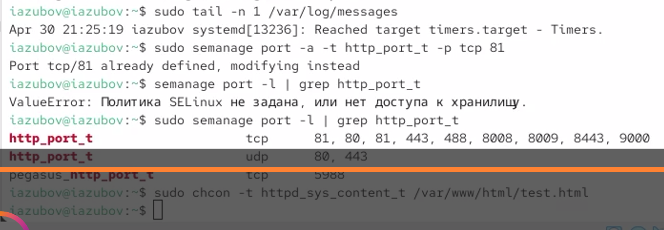 iazubov@iazubov:~$ sudo tail -n 1 /var/log/messages
Apr 30 21:25:19 iazubov systemd[13236]: Reached target timers.target - Timers.
iazubov@iazubov:~$ sudo semanage port -a -t http_port_t -p tcp 81
Port tcp/81 already defined, modifying instead
iazubov@iazubov:~$ semanage port -l | grep http_port_t
ValueError: Политика SELinux не задана, или нет доступа к хранилищу.
iazubov@iazubov:~$ sudo semanage port -l | grep http_port_t
http_port_t tcp 81, 80, 81, 443, 488, 8008, 8009, 8443, 9000
http_port_t udp 80, 443
pegasus_http_port_t tcp 5988
iazubov@iazubov:~$ sudo chcon -t httpd_sys_content_t /var/www/html/test.html
iazubov@iazubov:~$